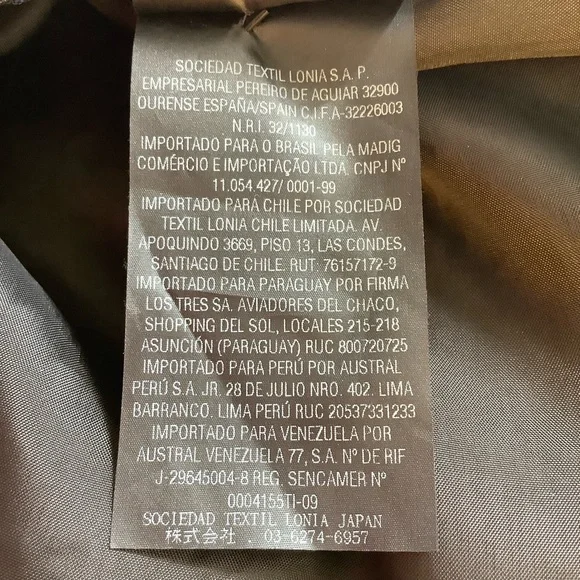 SOCIEDAD TEXTIL LONIA S.A. P.
EMPRESARIAL PEREIRO DE AGUIAR 32900
OURENSE ESPAÑA/SPAIN C.I.F.A-32226003
N.R.I. 32/1130
IMPORTADO PARA O BRASIL PELA MADIG
COMÉRCIO E IMPORTAÇÃO LTDA. CNPJ Nº
11.054.427/ 0001-99
IMPORTADO PARA CHILE POR SOCIEDAD
TEXTIL LONIA CHILE LIMITADA. AV.
APOQUINDO 3669, PISO 13, LAS CONDES,
SANTIAGO DE CHILE. RUT: 76157172-9
IMPORTADO PARA PARAGUAY POR FIRMA
LOS TRES SA. AVIADORES DEL CHACO,
SHOPPING DEL SOL, LOCALES 215-218
ASUNCIÓN (PARAGUAY) RUC 800720725
IMPORTADO PARA PERÚ POR AUSTRAL
PERÚ S.A. JR. 28 DE JULIO NRO. 402. LIMA
BARRANCO. LIMA PERÚ RUC 20537331233
IMPORTADO PARA VENEZUELA POR
AUSTRAL VENEZUELA 77, S.A. Nº DE RIF
J-29645004-8 REG. SENCAMER Nº
0004155TI-09
SOCIEDAD TEXTIL LONIA JAPAN
株式会社 . 03-6274-6957